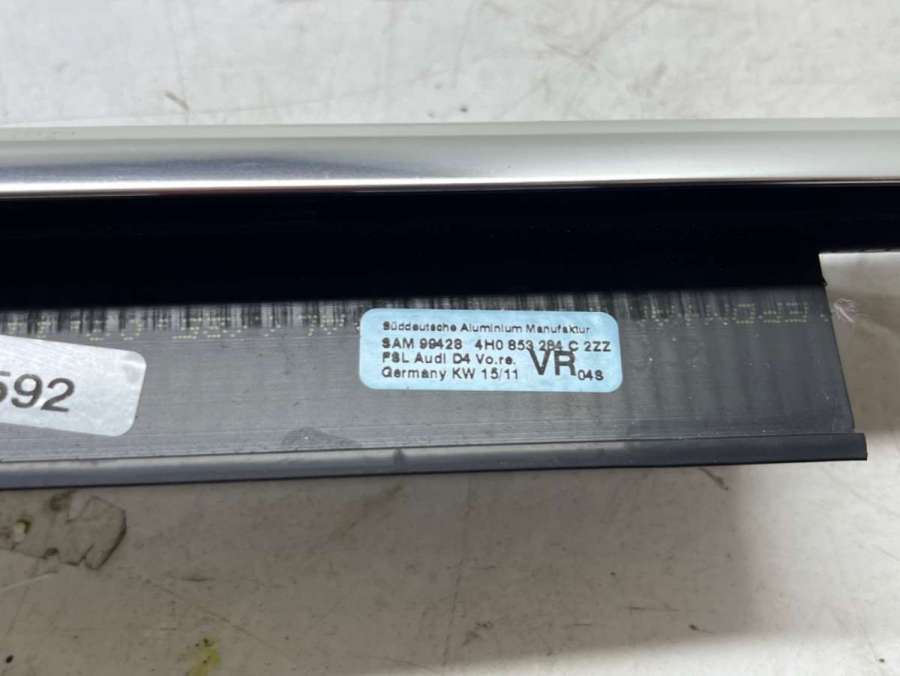 Süddeutsche Aluminium Manufaktur
SAM 99428 4H0 853 284 C 2ZZ
FSL Audi D4 Vo.re. VR
Germany KW 15/11 04S
592